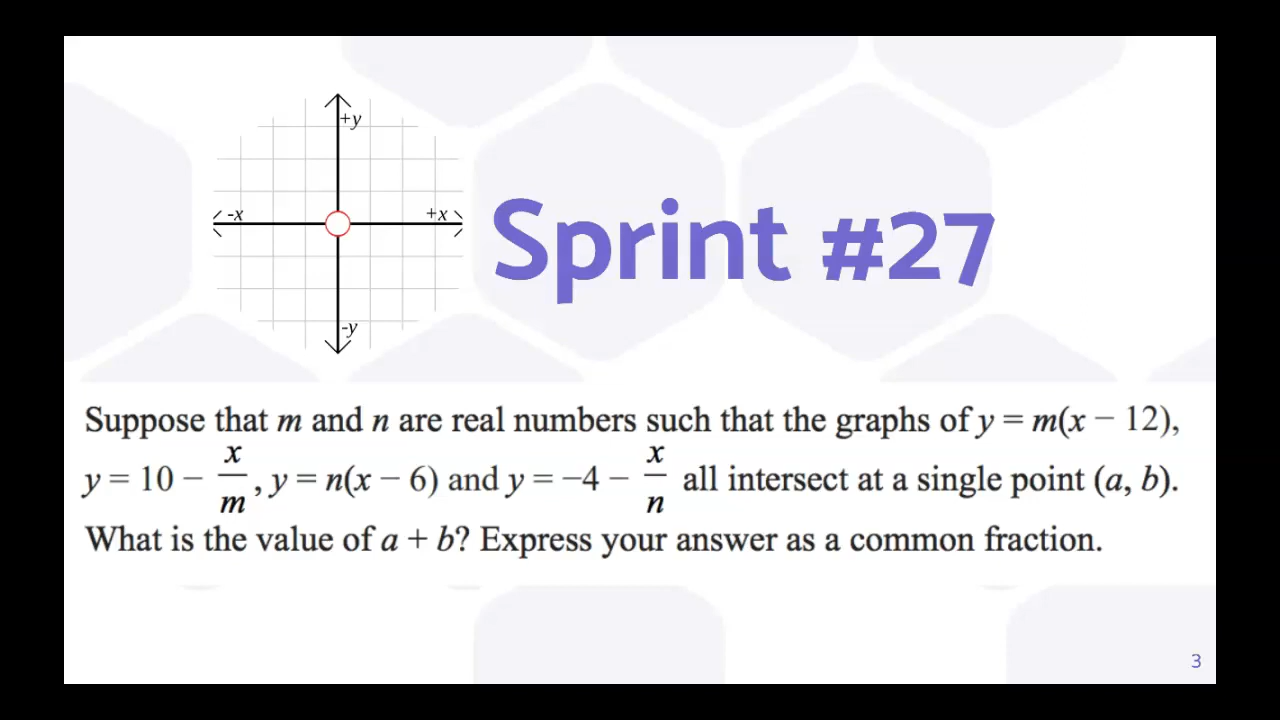 +y
-x
+x
-y
Sprint #27
Suppose that m and n are real numbers such that the graphs of y = m(x − 12),
y = 10 − x/m, y = n(x − 6) and y = −4 − x/n all intersect at a single point (a, b).
What is the value of a + b? Express your answer as a common fraction.
3